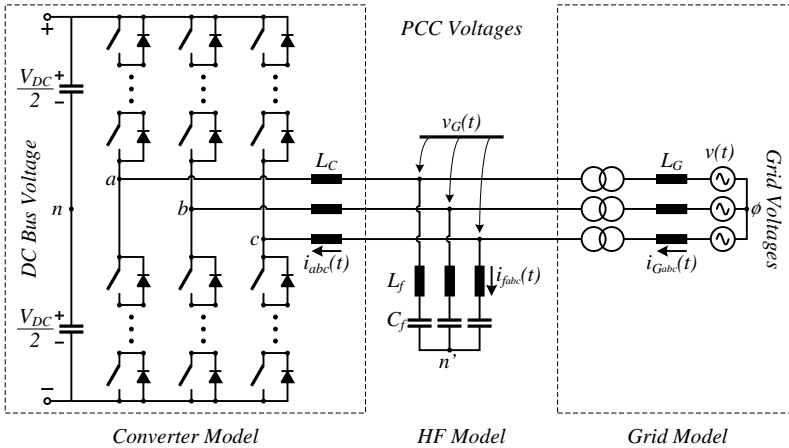 PCC Voltages
+
V_DC
2
+
−
v_G(t)
L_C
L_G
v(t)
a
DC Bus Voltage
n
b
ϕ
Grid Voltages
c
i_abc(t)
i_Gabc(t)
L_f
i_fabc(t)
C_f
V_DC
2
+
−
n'
−
Converter Model
HF Model
Grid Model